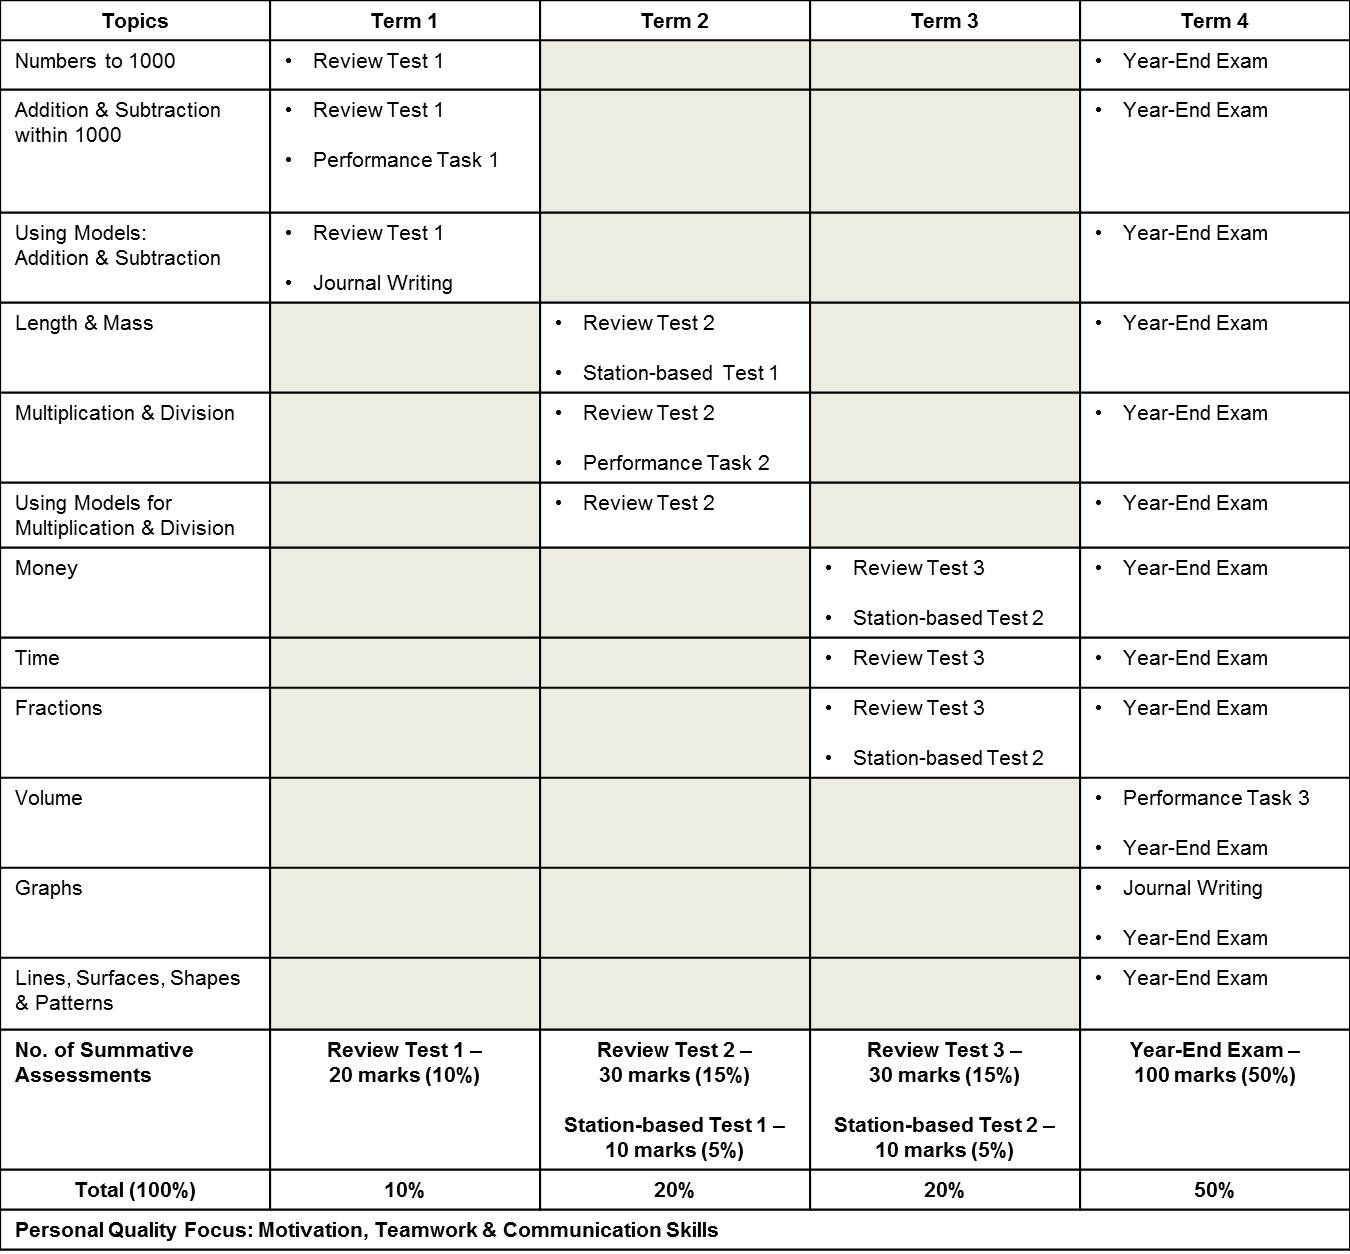 Topics Term 1 Term 2 Term 3 Term 4
Numbers to 1000 • Review Test 1 • Year-End Exam
Addition & Subtraction • Review Test 1 • Year-End Exam
within 1000
• Performance Task 1
Using Models: • Review Test 1 • Year-End Exam
Addition & Subtraction
• Journal Writing
Length & Mass • Review Test 2 • Year-End Exam
• Station-based Test 1
Multiplication & Division • Review Test 2 • Year-End Exam
• Performance Task 2
Using Models for • Review Test 2 • Year-End Exam
Multiplication & Division
Money • Review Test 3 • Year-End Exam
• Station-based Test 2
Time • Review Test 3 • Year-End Exam
Fractions • Review Test 3 • Year-End Exam
• Station-based Test 2
Volume • Performance Task 3
• Year-End Exam
Graphs • Journal Writing
• Year-End Exam
Lines, Surfaces, Shapes • Year-End Exam
& Patterns
No. of Summative Review Test 1 – Review Test 2 – Review Test 3 – Year-End Exam –
Assessments 20 marks (10%) 30 marks (15%) 30 marks (15%) 100 marks (50%)
Station-based Test 1 – Station-based Test 2 –
10 marks (5%) 10 marks (5%)
Total (100%) 10% 20% 20% 50%
Personal Quality Focus: Motivation, Teamwork & Communication Skills